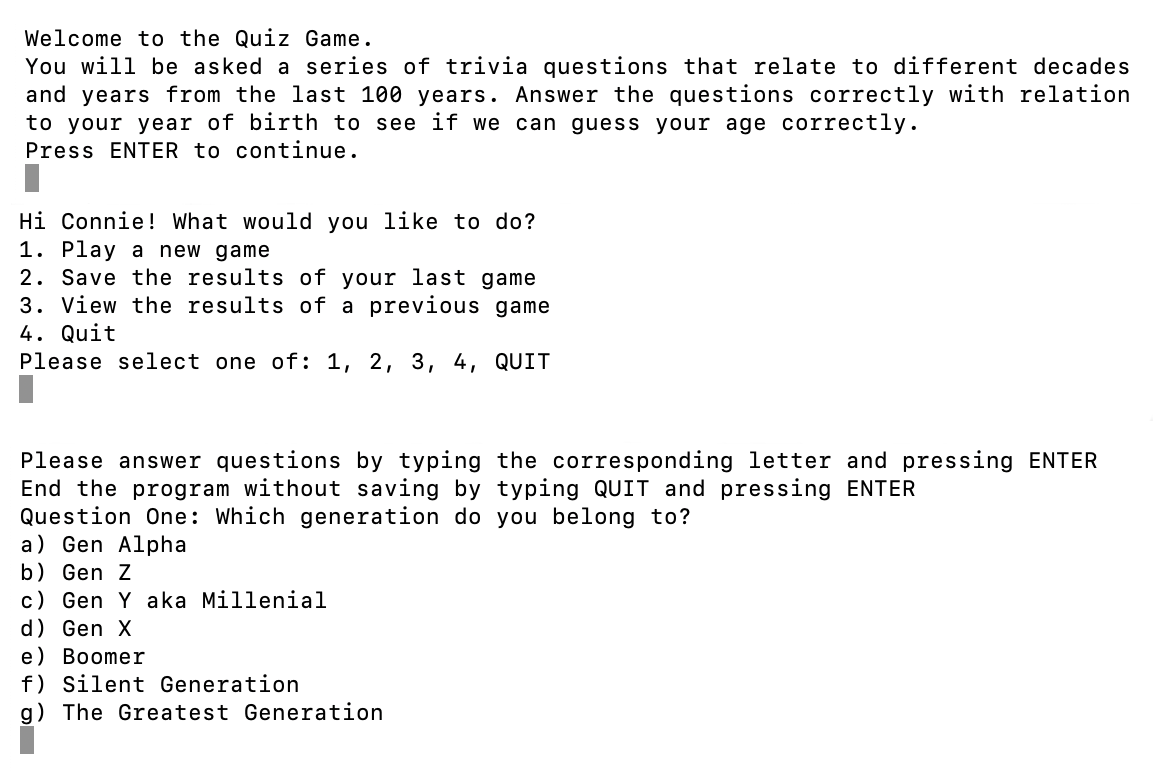 Welcome to the Quiz Game.
You will be asked a series of trivia questions that relate to different decades
and years from the last 100 years. Answer the questions correctly with relation
to your year of birth to see if we can guess your age correctly.
Press ENTER to continue.
Hi Connie! What would you like to do?
1. Play a new game
2. Save the results of your last game
3. View the results of a previous game
4. Quit
Please select one of: 1, 2, 3, 4, QUIT
Please answer questions by typing the corresponding letter and pressing ENTER
End the program without saving by typing QUIT and pressing ENTER
Question One: Which generation do you belong to?
a) Gen Alpha
b) Gen Z
c) Gen Y aka Millenial
d) Gen X
e) Boomer
f) Silent Generation
g) The Greatest Generation